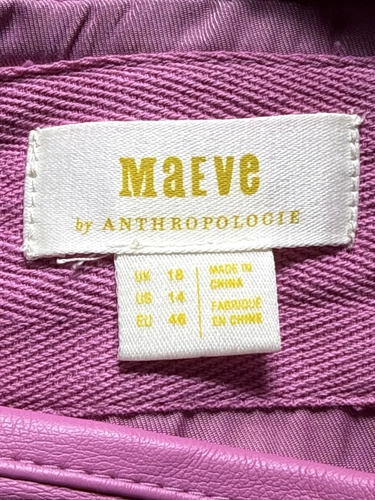 MaEve
by ANTHROPOLOGIE
UK 18
US 14
EU 46
MADE IN
CHINA
FABRIQUÉ
EN CHINE